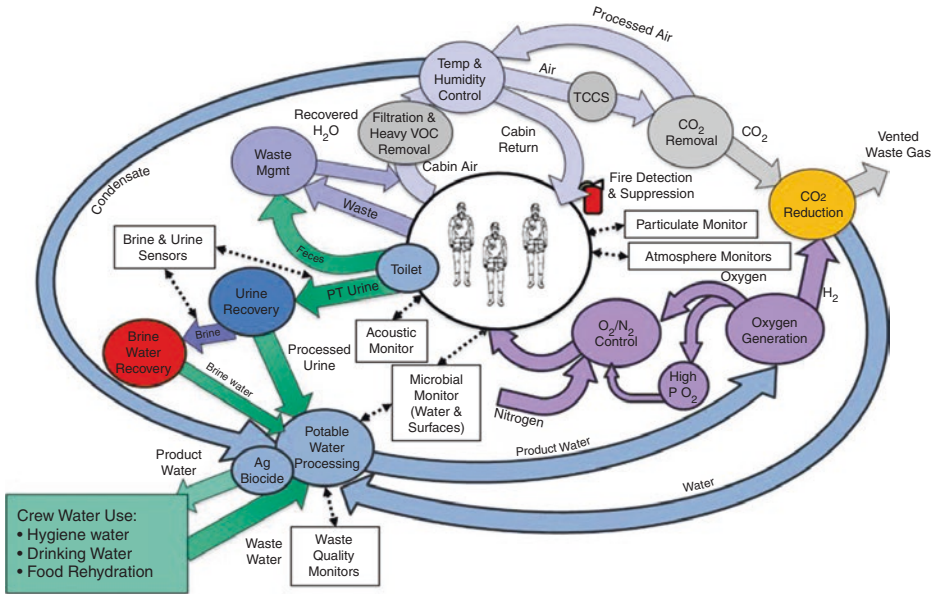 Processed Air
Temp &
Humidity
Control
Air
TCCS
CO2
Removal
CO2
Vented
Waste Gas
Recovered
H2O
Filtration &
Heavy VOC
Removal
Cabin
Return
Waste
Mgmt
Cabin Air
Fire Detection
& Suppression
CO2
Reduction
Condensate
Waste
Particulate Monitor
Brine & Urine
Sensors
Feces
Toilet
Atmosphere Monitors
Oxygen
H2
PT Urine
Urine
Recovery
Brine
Brine
Water
Recovery
Processed
Urine
Acoustic
Monitor
O2/N2
Control
Oxygen
Generation
Brine water
Microbial
Monitor
(Water &
Surfaces)
High
P O2
Nitrogen
Potable
Water
Processing
Product Water
Product
Water
Ag
Biocide
Water
Crew Water Use:
• Hygiene water
• Drinking Water
• Food Rehydration
Waste
Water
Waste
Quality
Monitors